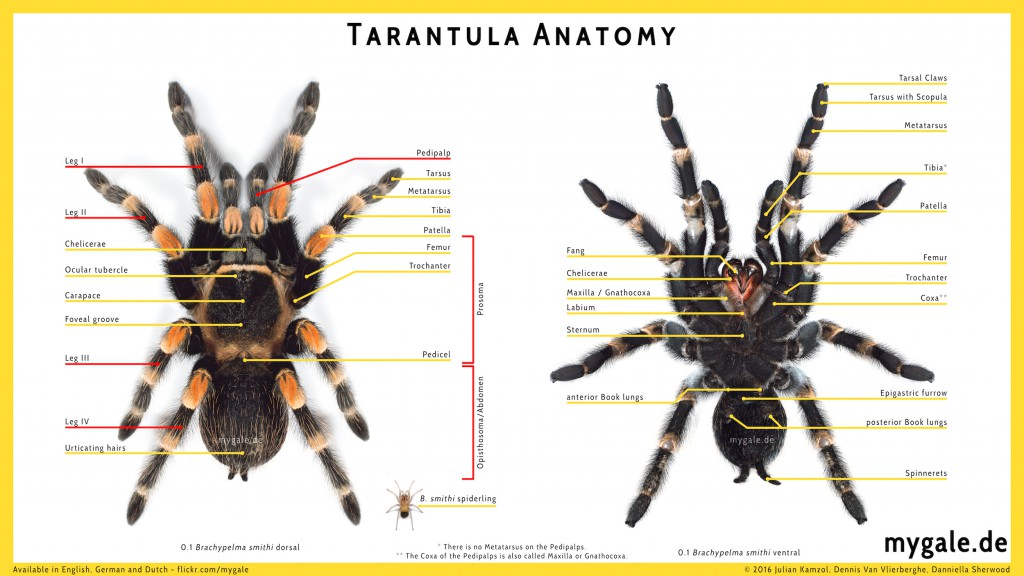 TARANTULA ANATOMY
Leg I
Leg II
Chelicerae
Ocular tubercle
Carapace
Foveal groove
Leg III
Leg IV
Urticating hairs
Pedipalp
Tarsus
Metatarsus
Tibia
Patella
Femur
Trochanter
Pedicel
Prosoma
Opisthosoma/Abdomen
mygale.de
B. smithi spiderling
0.1 Brachypelma smithi dorsal
Tarsal Claws
Tarsus with Scopula
Metatarsus
Tibia*
Patella
Femur
Trochanter
Coxa**
Fang
Chelicerae
Maxilla / Gnathocoxa
Labium
Sternum
anterior Book lungs
Epigastric furrow
posterior Book lungs
Spinnerets
mygale.de
* There is no Metatarsus on the Pedipalps.
** The Coxa of the Pedipalps is also called Maxilla or Gnathocoxa.
0.1 Brachypelma smithi ventral
mygale.de
Available in English, German and Dutch - flickr.com/mygale
© 2016 Julian Kamzol, Dennis Van Vlierberghe, Danniella Sherwood